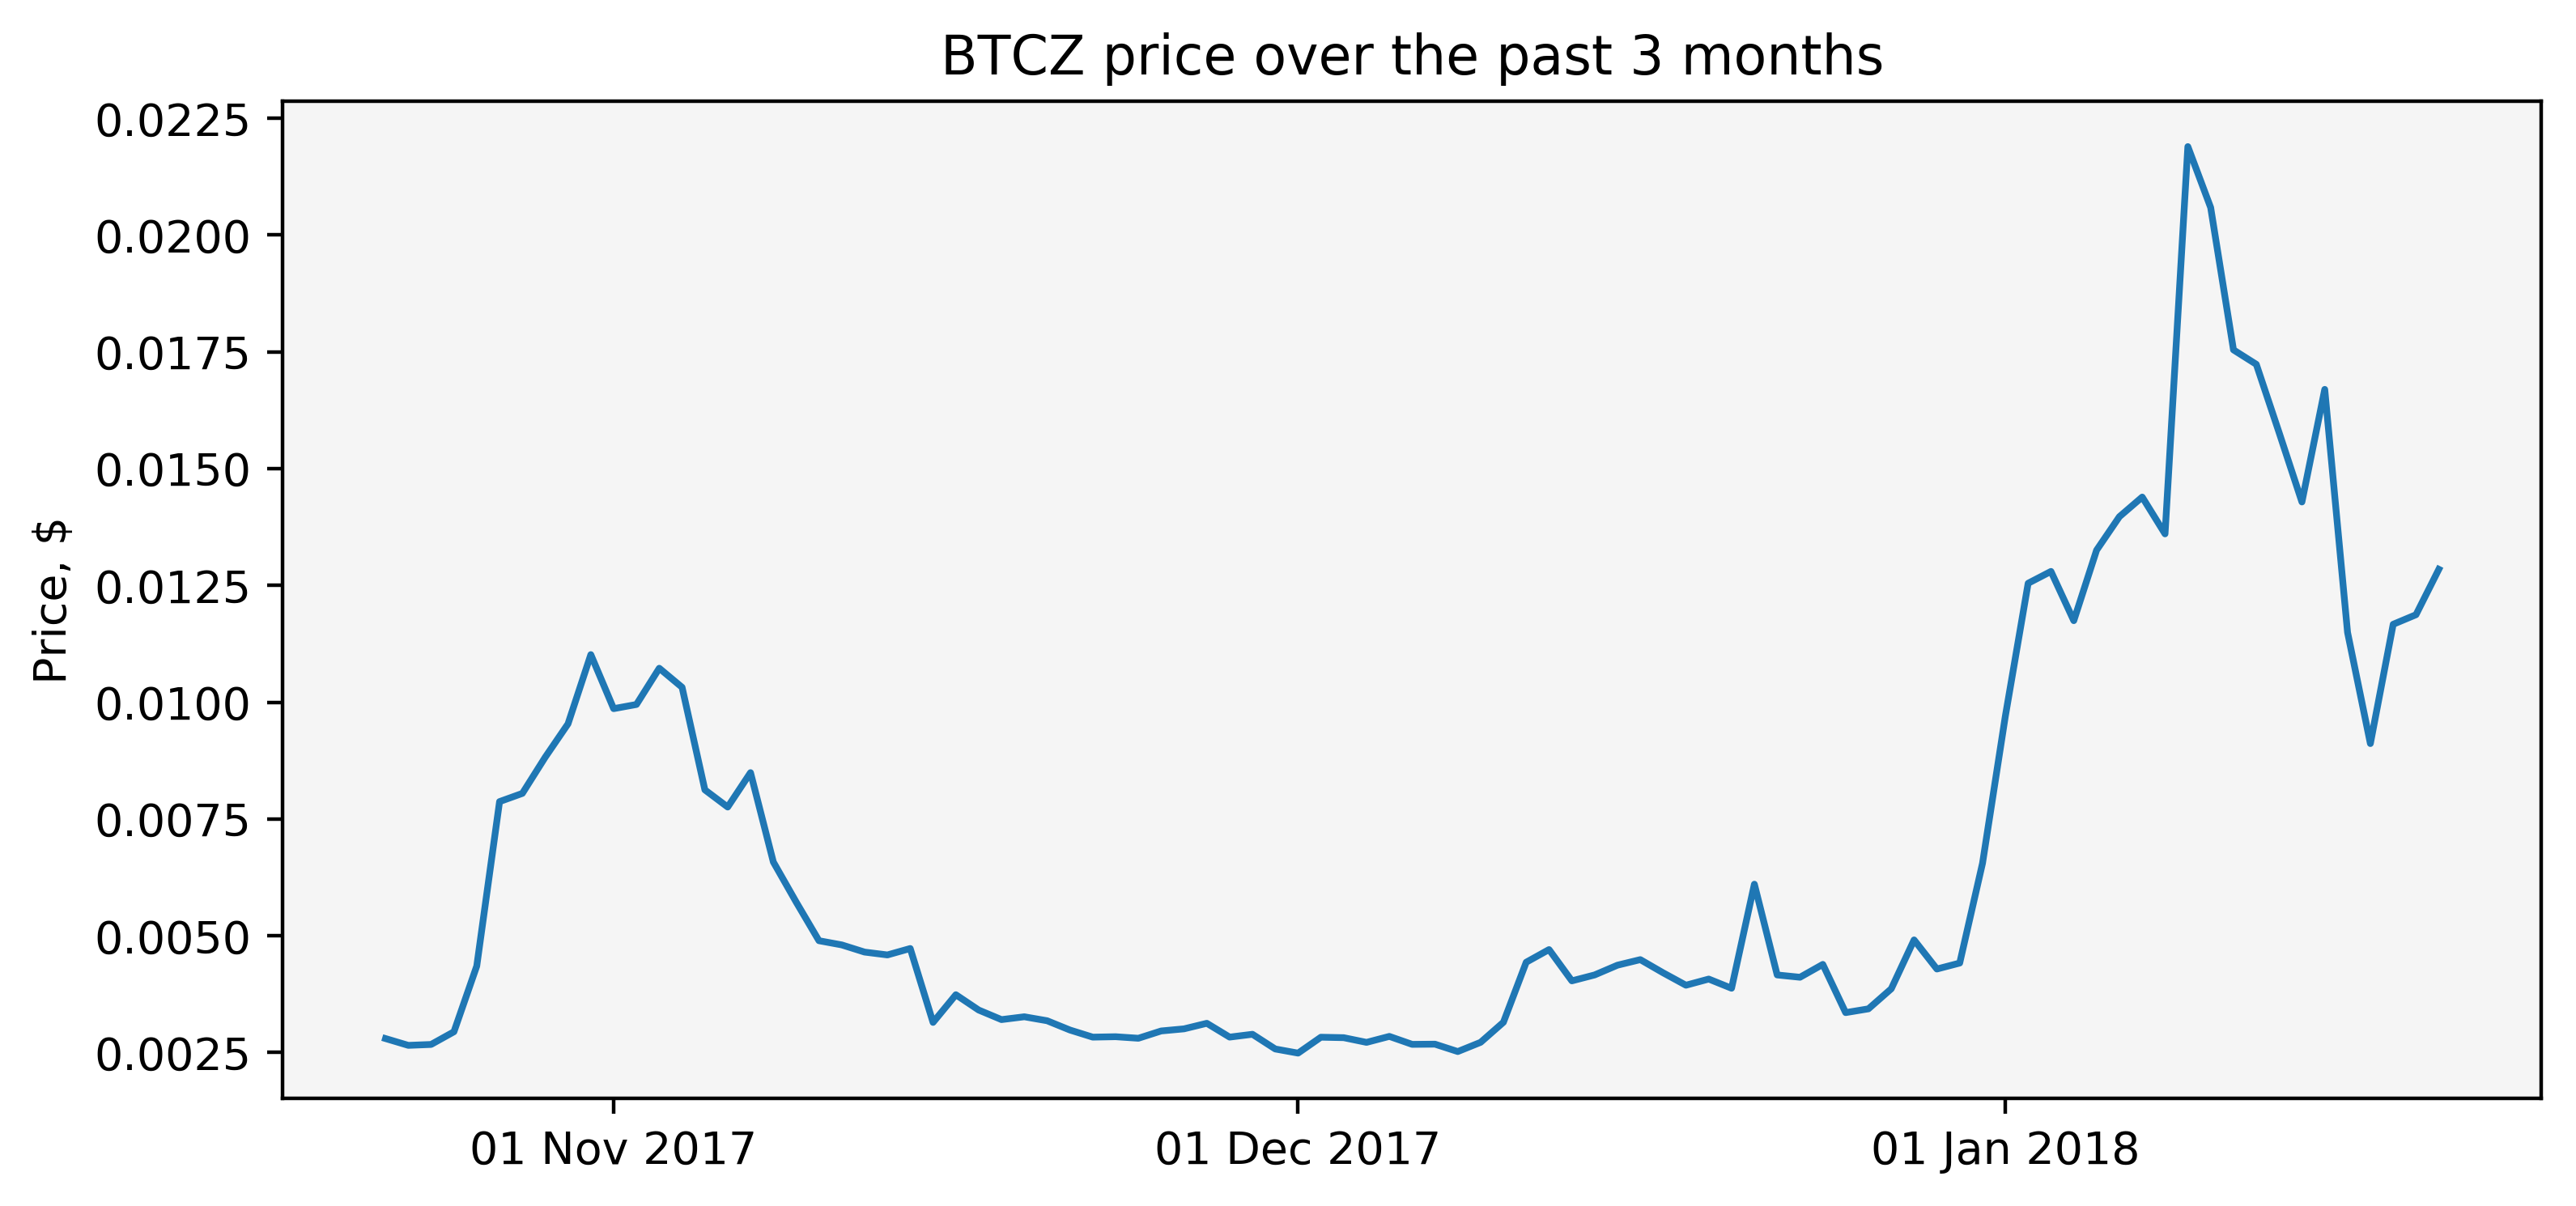 BTCZ price over the past 3 months
Price, $
0.0225
0.0200
0.0175
0.0150
0.0125
0.0100
0.0075
0.0050
0.0025
01 Nov 2017
01 Dec 2017
01 Jan 2018